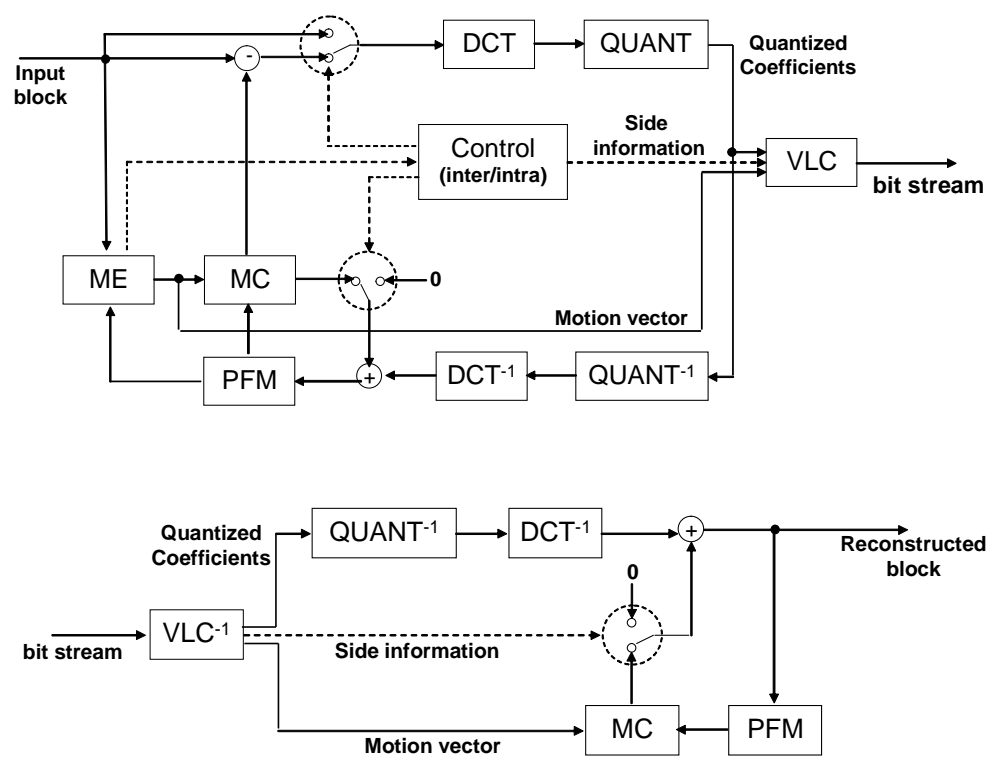 DCT
QUANT
Quantized
Coefficients
-
Input
block
Control
(inter/intra)
Side
information
VLC
bit stream
ME
MC
0
Motion vector
PFM
+
DCT-1
QUANT-1
Quantized
Coefficients
QUANT-1
DCT-1
+
Reconstructed
block
0
VLC-1
bit stream
Side information
MC
PFM
Motion vector